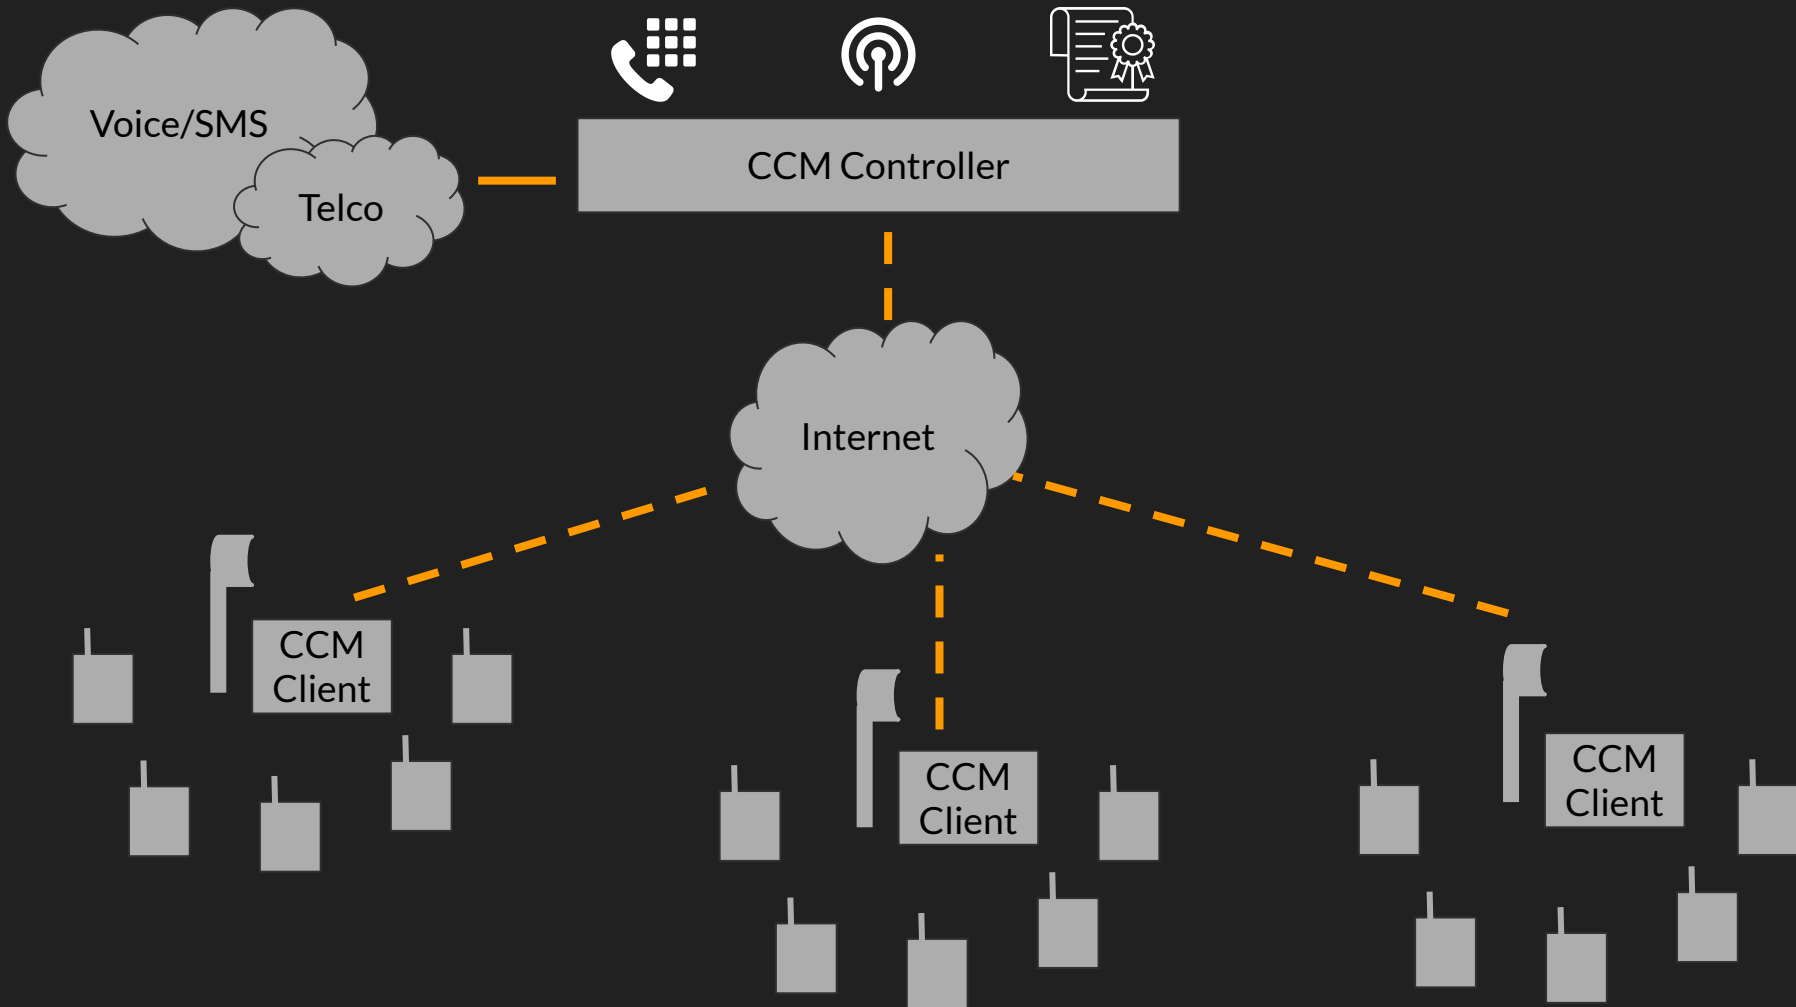 Voice/SMS
Telco
CCM Controller
Internet
CCM
Client
CCM
Client
CCM
Client